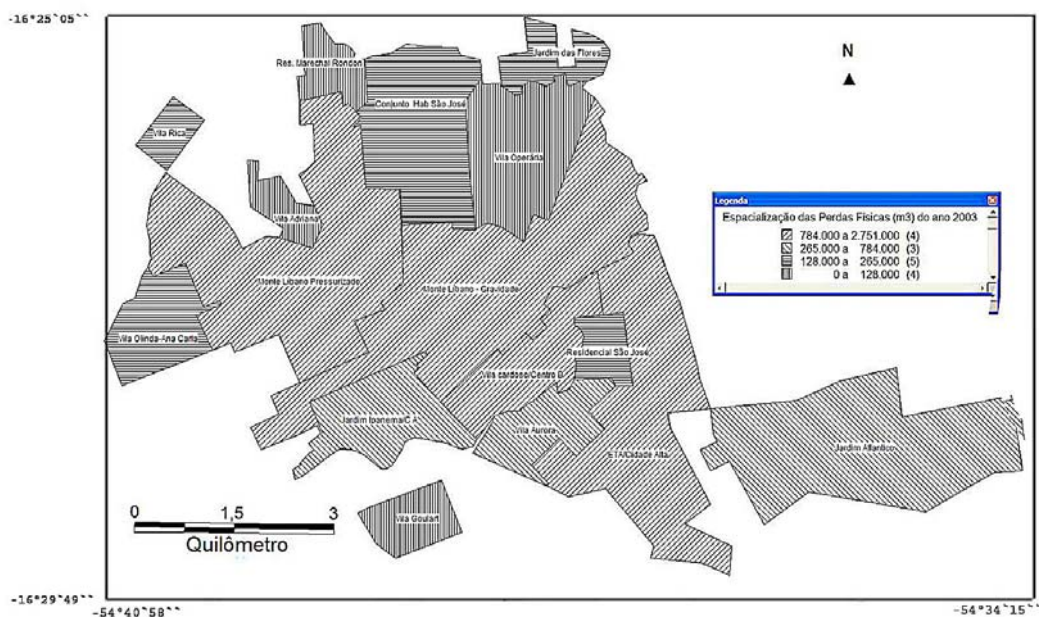 -16°25'05``
Jardim das Flores
N
Res. Marechal Rondon
Conjunto Hab São José
Vila Rica
Vila Operária
Legenda
Espacialização das Perdas Físicas (m3) do ano 2003
784.000 a 2.751.000 (4)
265.000 a 784.000 (3)
128.000 a 265.000 (5)
0 a 128.000 (4)
Vila Adriana
Monte Líbano Pressurizado
Monte Líbano - Gravidade
Vila Olinda-Ana Carla
Residencial São José
Vila cardoso/Centro B
Jardim Ipanema/C A
Vila Aurora
Jardim Atlantico
ETA/Cidade Alta
0 1,5 3
Quilômetro
Vila Goulart
-16°29'49``
-54°40'58`` -54°34'15``